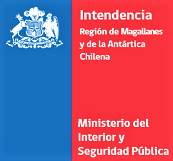 Intendencia
Región de Magallanes
y de la Antártica
Chilena
Ministerio del
Interior y
Seguridad Pública